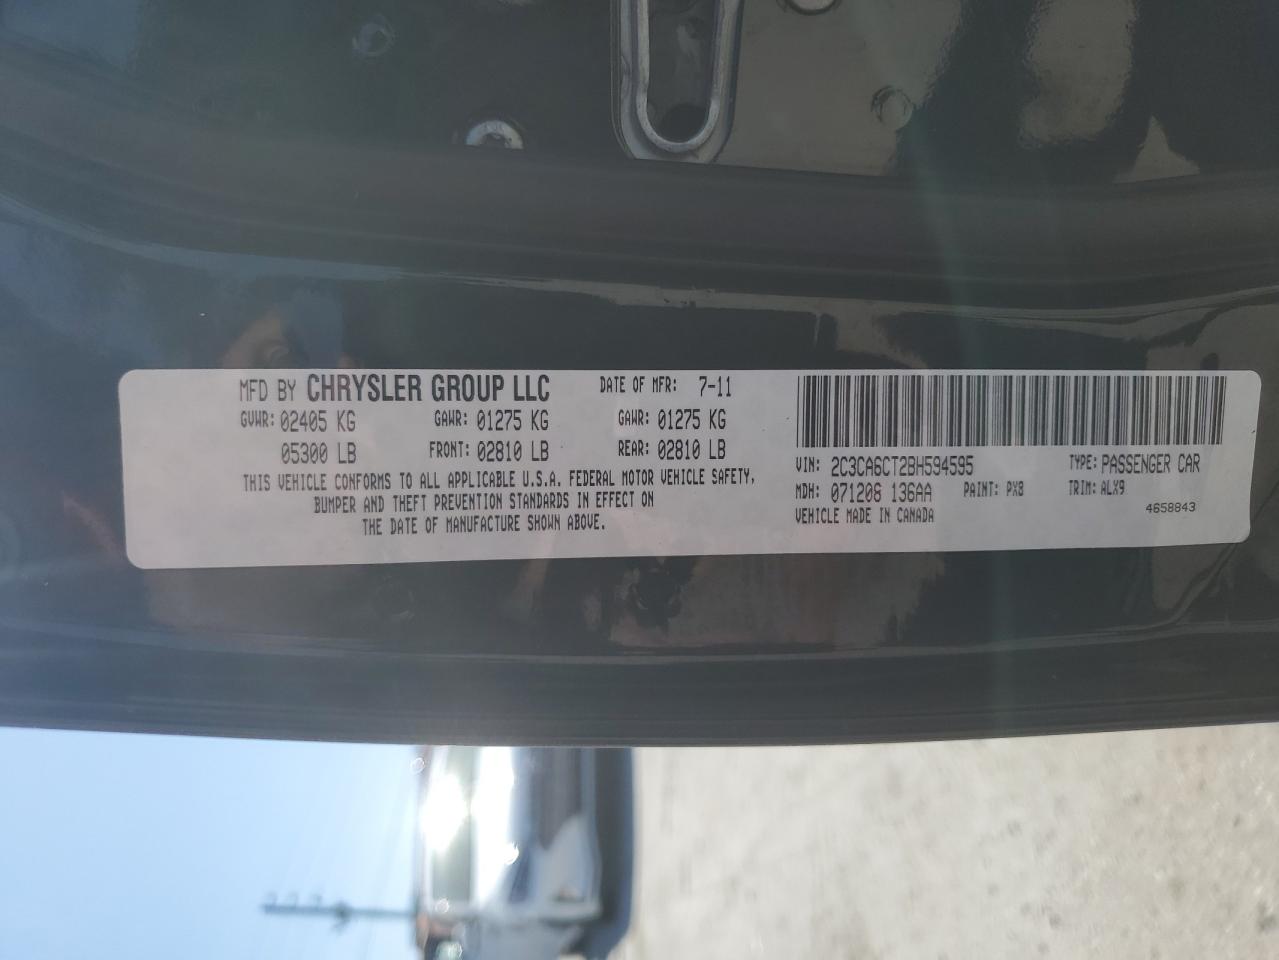 MFD BY CHRYSLER GROUP LLC DATE OF MFR: 7-11
GVWR: 02405 KG GAWR: 01275 KG GAWR: 01275 KG
05300 LB FRONT: 02810 LB REAR: 02810 LB
THIS VEHICLE CONFORMS TO ALL APPLICABLE U.S.A. FEDERAL MOTOR VEHICLE SAFETY,
BUMPER AND THEFT PREVENTION STANDARDS IN EFFECT ON
THE DATE OF MANUFACTURE SHOWN ABOVE.
VIN: 2C3CA6CT2BH594595 TYPE: PASSENGER CAR
MDH: 071206 136AA PAINT: PX8 TRIM: ALX9
VEHICLE MADE IN CANADA 4658843